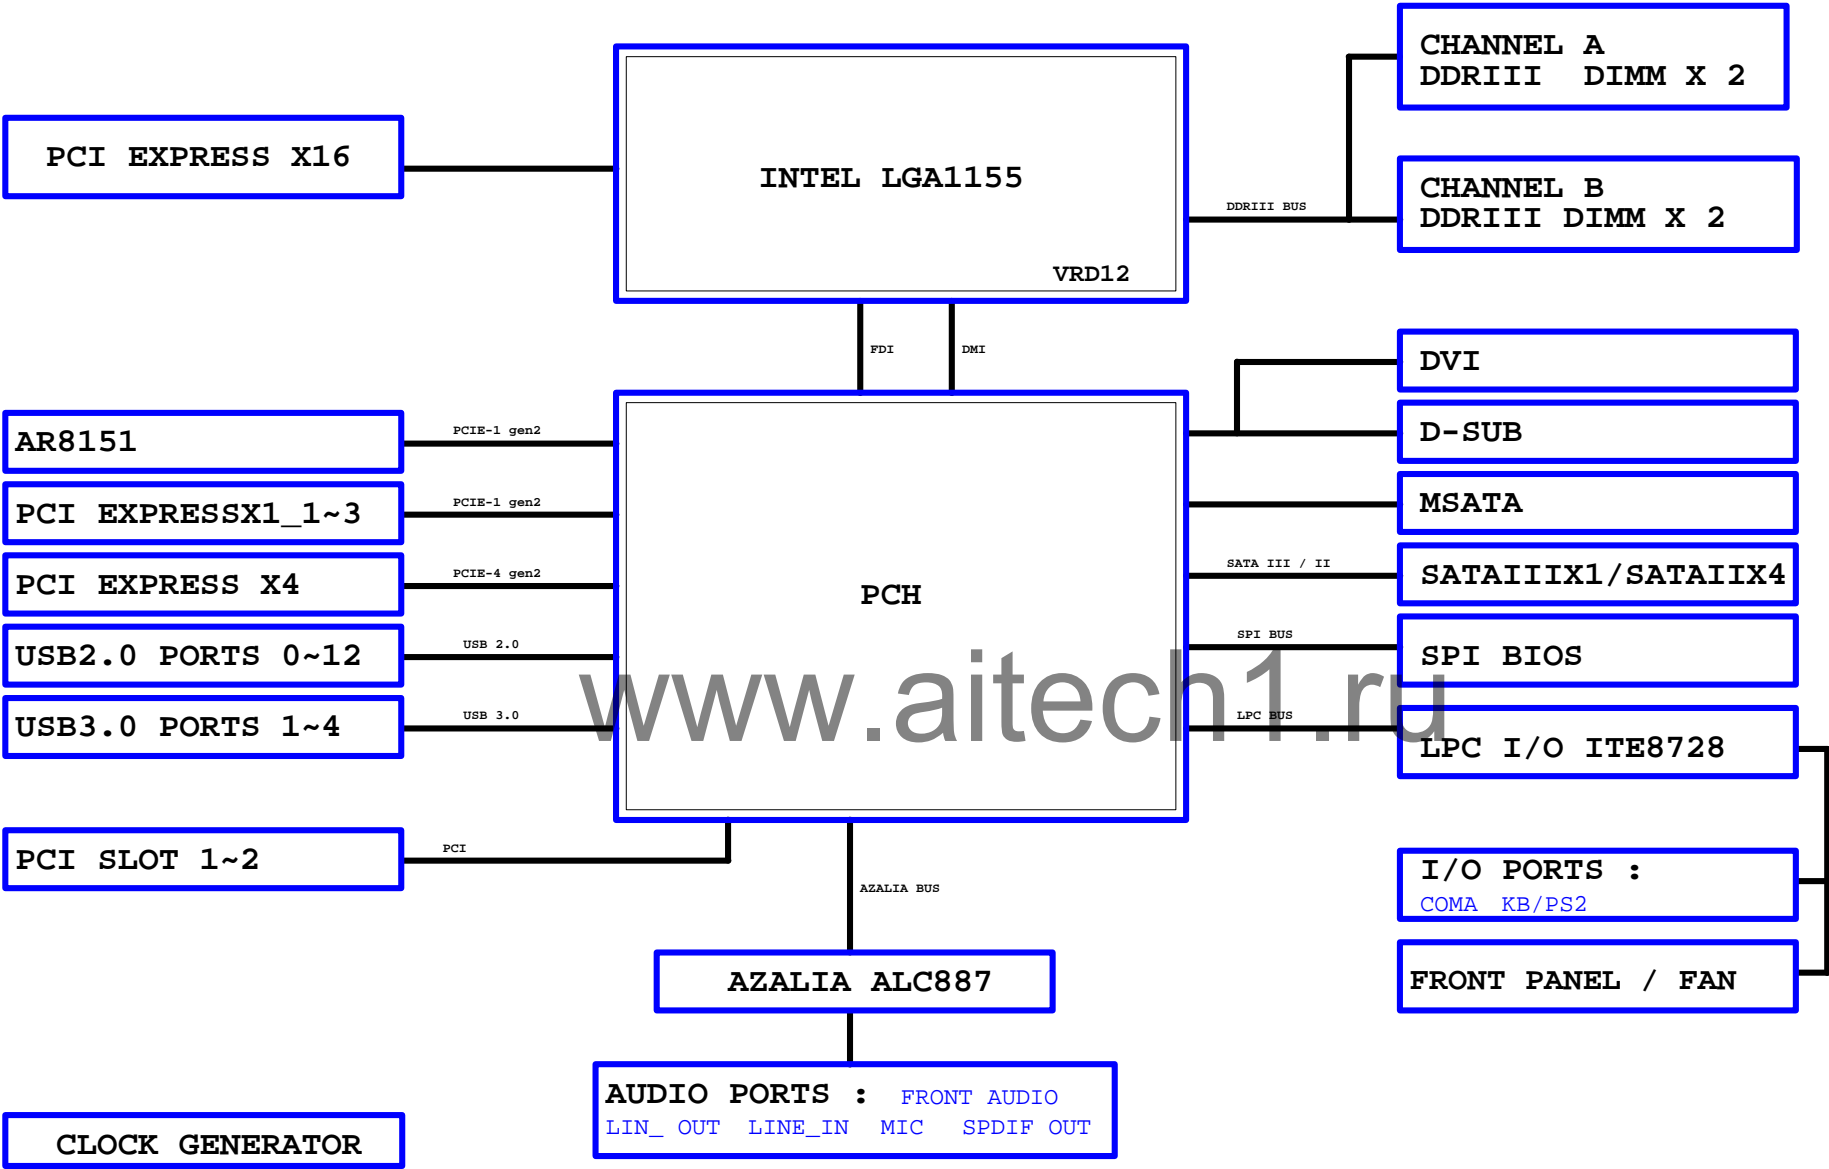 CHANNEL A
DDRIII DIMM X 2
PCI EXPRESS X16
INTEL LGA1155
CHANNEL B
DDRIII DIMM X 2
DDRIII BUS
VRD12
FDI
DMI
DVI
AR8151
PCIE-1 gen2
D-SUB
PCI EXPRESSX1_1~3
PCIE-1 gen2
MSATA
PCI EXPRESS X4
PCIE-4 gen2
PCH
SATA III / II
SATAIIIX1/SATAIIX4
USB2.0 PORTS 0~12
USB 2.0
SPI BUS
SPI BIOS
www.aitech1.ru
USB3.0 PORTS 1~4
USB 3.0
LPC BUS
LPC I/O ITE8728
PCI SLOT 1~2
PCI
AZALIA BUS
I/O PORTS :
COMA KB/PS2
AZALIA ALC887
FRONT PANEL / FAN
AUDIO PORTS : FRONT AUDIO
LIN_ OUT LINE_IN MIC SPDIF OUT
CLOCK GENERATOR